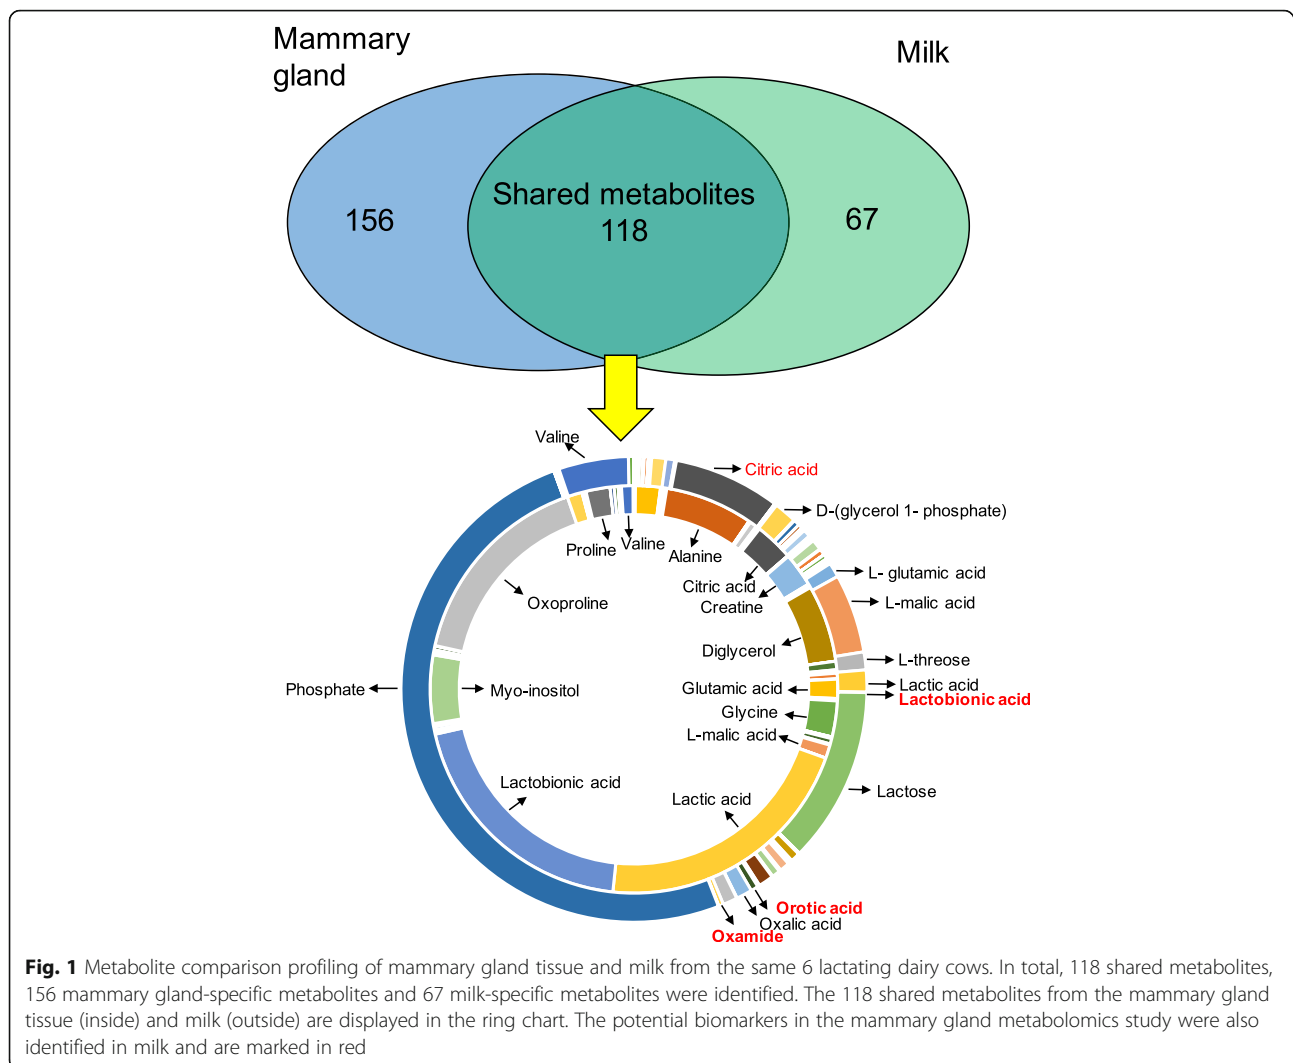 Mammary
gland
Milk
156
Shared metabolites
118
67
Valine
Citric acid
D-(glycerol 1- phosphate)
Proline
Valine
Alanine
Citric acid
Creatine
L- glutamic acid
L-malic acid
Oxoproline
Diglycerol
L-threose
Phosphate
Myo-inositol
Glutamic acid
Lactic acid
Lactobionic acid
Glycine
L-malic acid
Lactobionic acid
Lactic acid
Lactose
Orotic acid
Oxalic acid
Oxamide
Fig. 1 Metabolite comparison profiling of mammary gland tissue and milk from the same 6 lactating dairy cows. In total, 118 shared metabolites,
156 mammary gland-specific metabolites and 67 milk-specific metabolites were identified. The 118 shared metabolites from the mammary gland
tissue (inside) and milk (outside) are displayed in the ring chart. The potential biomarkers in the mammary gland metabolomics study were also
identified in milk and are marked in red